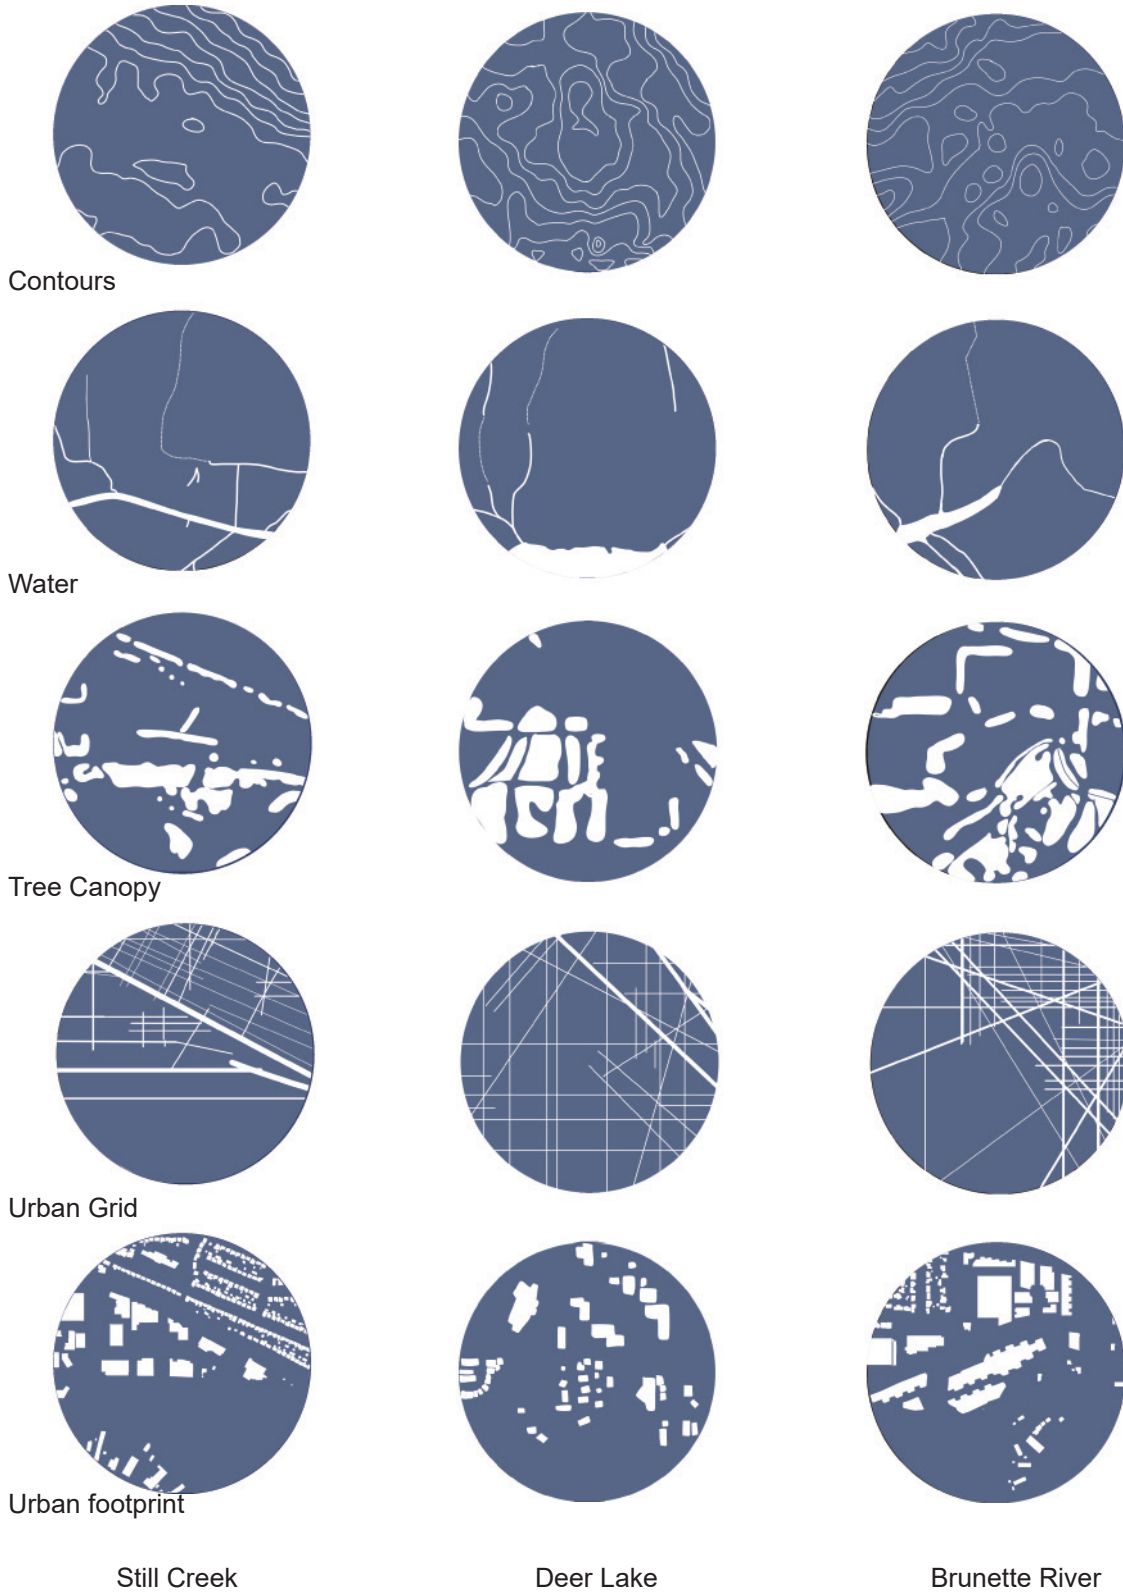 Contours
Water
Tree Canopy
Urban Grid
Urban footprint
Still Creek
Deer Lake
Brunette River